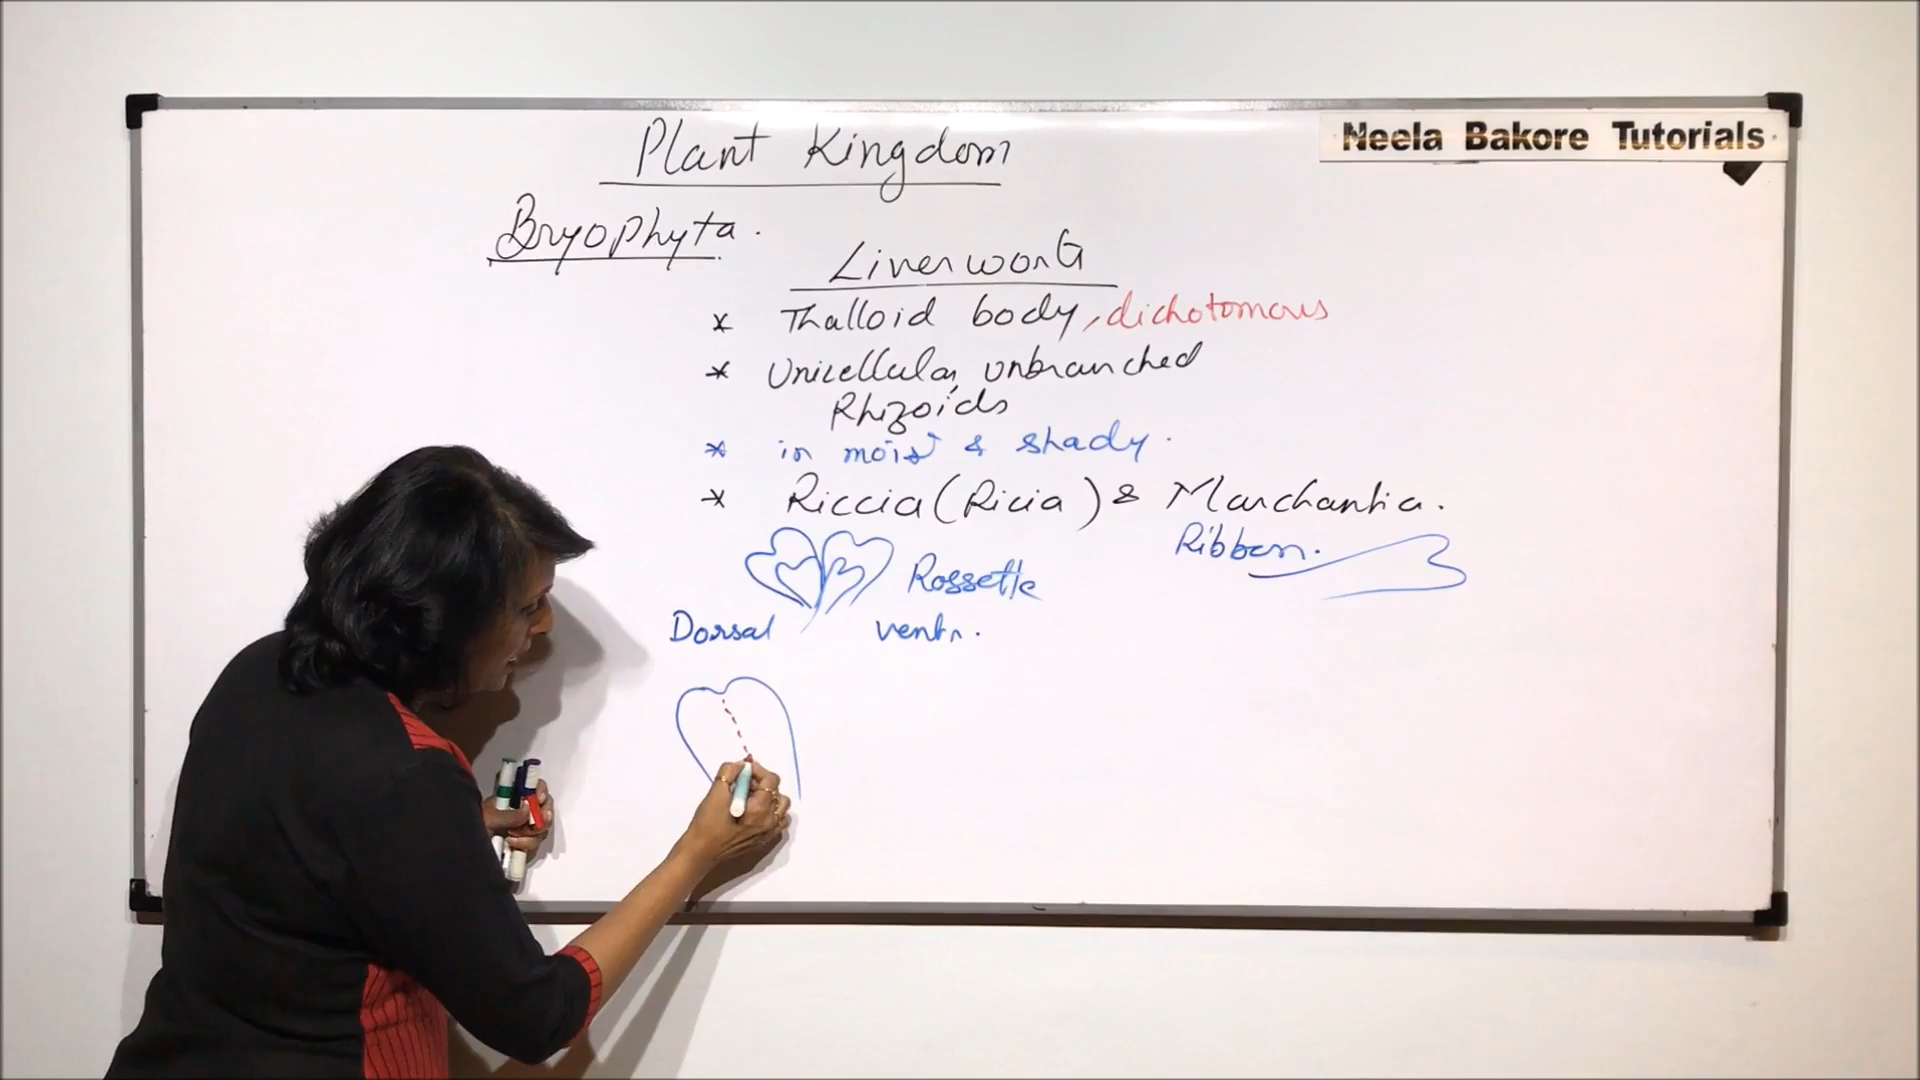 Neela Bakore Tutorials
Plant Kingdom
Bryophyta.
Liverworts
* Thalloid body, dichotomous
* Unicellular, unbranched
Rhizoids
* in moist & shady.
* Riccia (Ricia) & Marchantia.
Ribbon.
Rossette
Dorsal ventr.